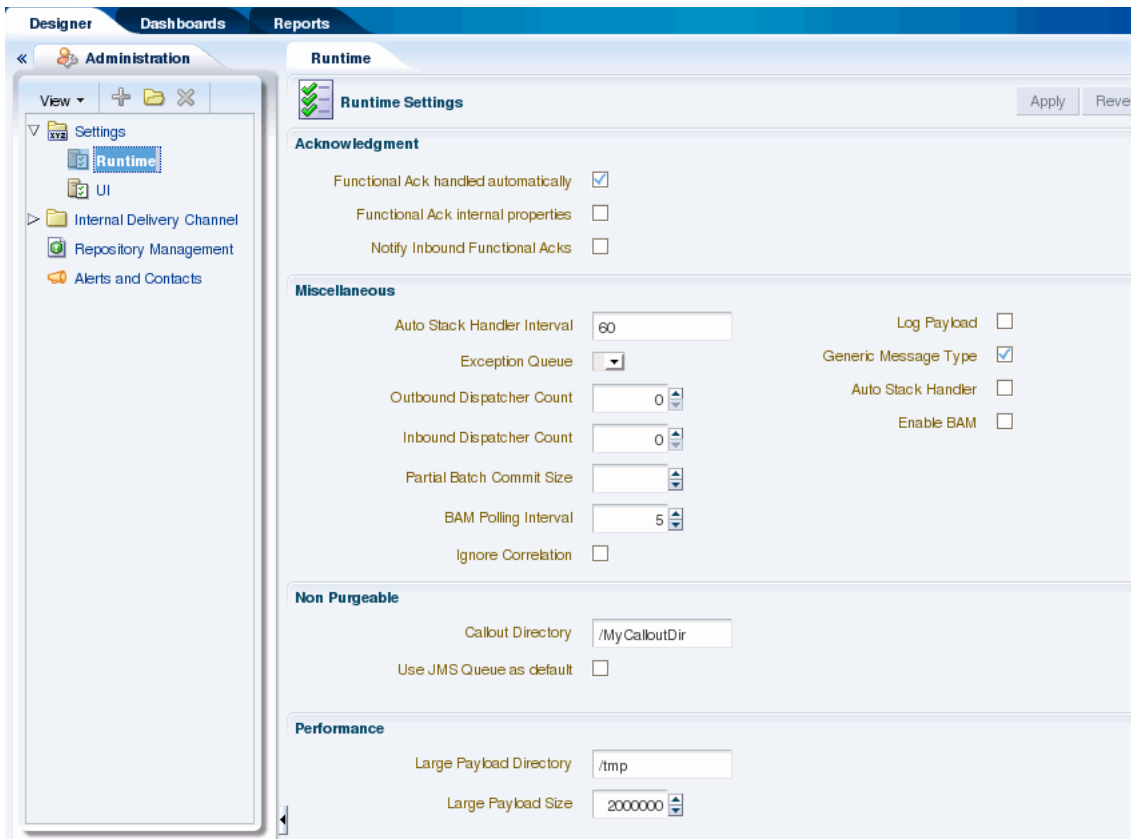 Designer Dashboards Reports
« Administration
View
Settings
Runtime
UI
Internal Delivery Channel
Repository Management
Alerts and Contacts
Runtime
Runtime Settings
Apply Reve
Acknowledgment
Functional Ack handled automatically
Functional Ack internal properties
Notify Inbound Functional Acks
Miscellaneous
Auto Stack Handler Interval 60
Exception Queue
Outbound Dispatcher Count 0
Inbound Dispatcher Count 0
Partial Batch Commit Size
BAM Polling Interval 5
Ignore Correlation
Log Payload
Generic Message Type
Auto Stack Handler
Enable BAM
Non Purgeable
Callout Directory /MyCalloutDir
Use JMS Queue as default
Performance
Large Payload Directory /tmp
Large Payload Size 2000000